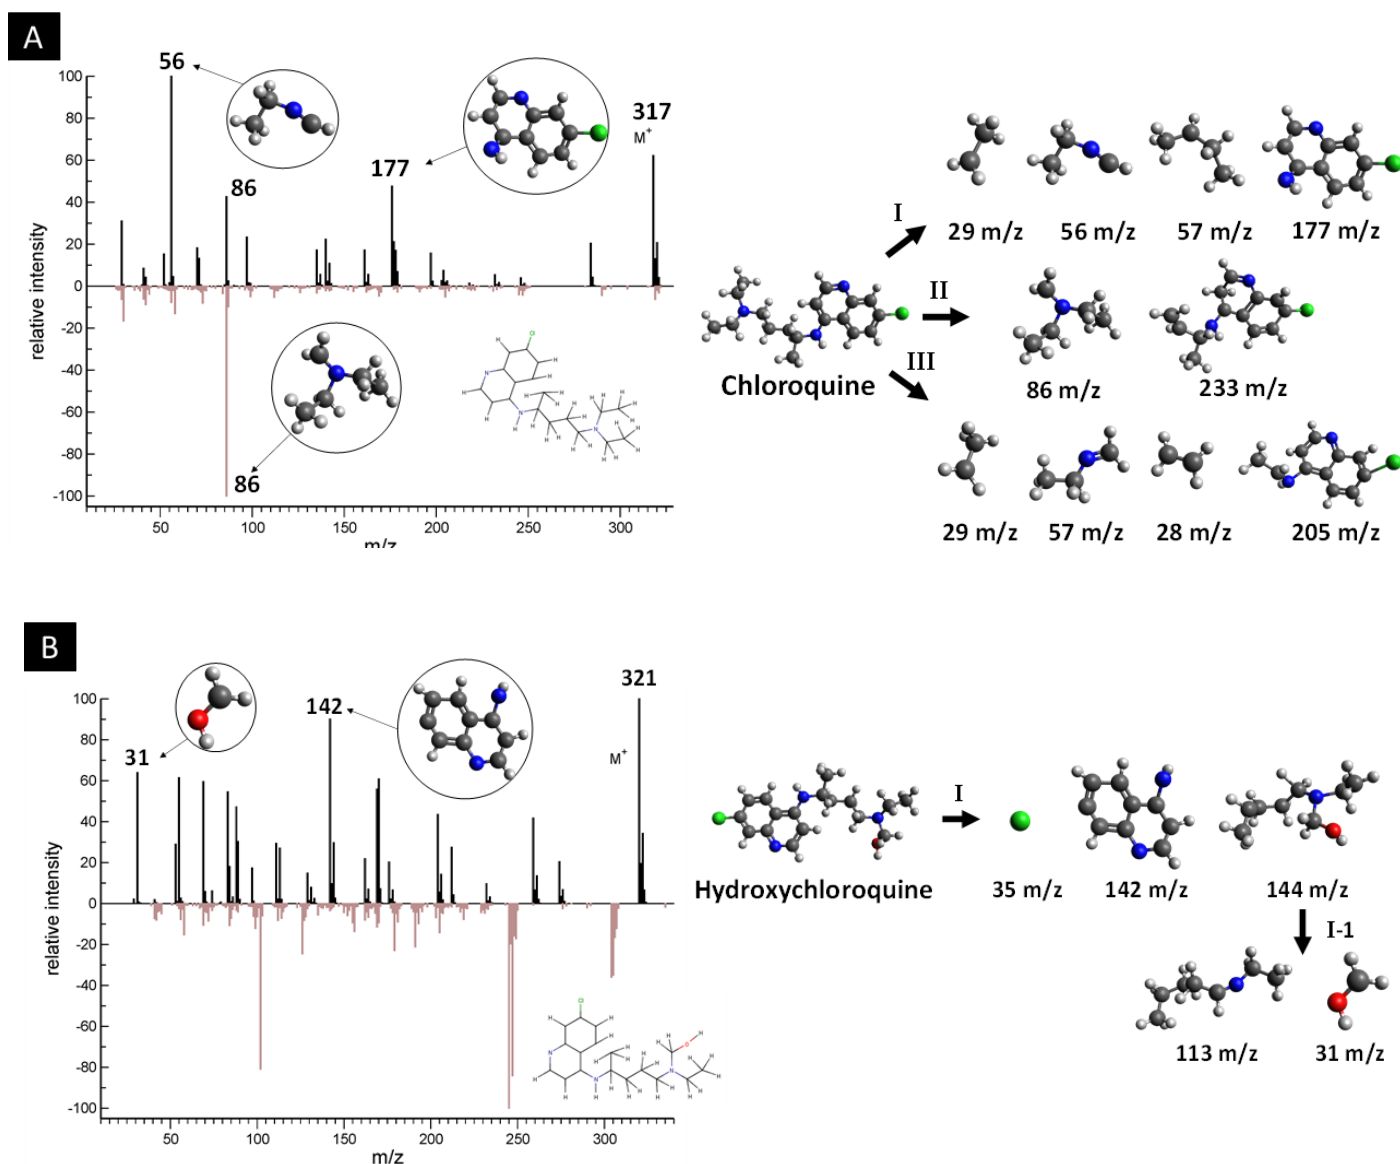 A
56
86
177
317
M+
100
80
60
40
20
0
-20
-40
-60
-80
-100
relative intensity
86
Cl
N
N
H
N
H H H H H H H H H H H H H H H H H H H H H H H H H
50 100 150 200 250 300
m/z
I
29 m/z 56 m/z 57 m/z 177 m/z
II
Chloroquine
86 m/z 233 m/z
III
29 m/z 57 m/z 28 m/z 205 m/z
B
31
142
321
M+
100
80
60
40
20
0
-20
-40
-60
-80
-100
relative intensity
Cl
N
N
H
N
O
H
50 100 150 200 250 300
m/z
I
Hydroxychloroquine
35 m/z 142 m/z 144 m/z
I-1
113 m/z 31 m/z